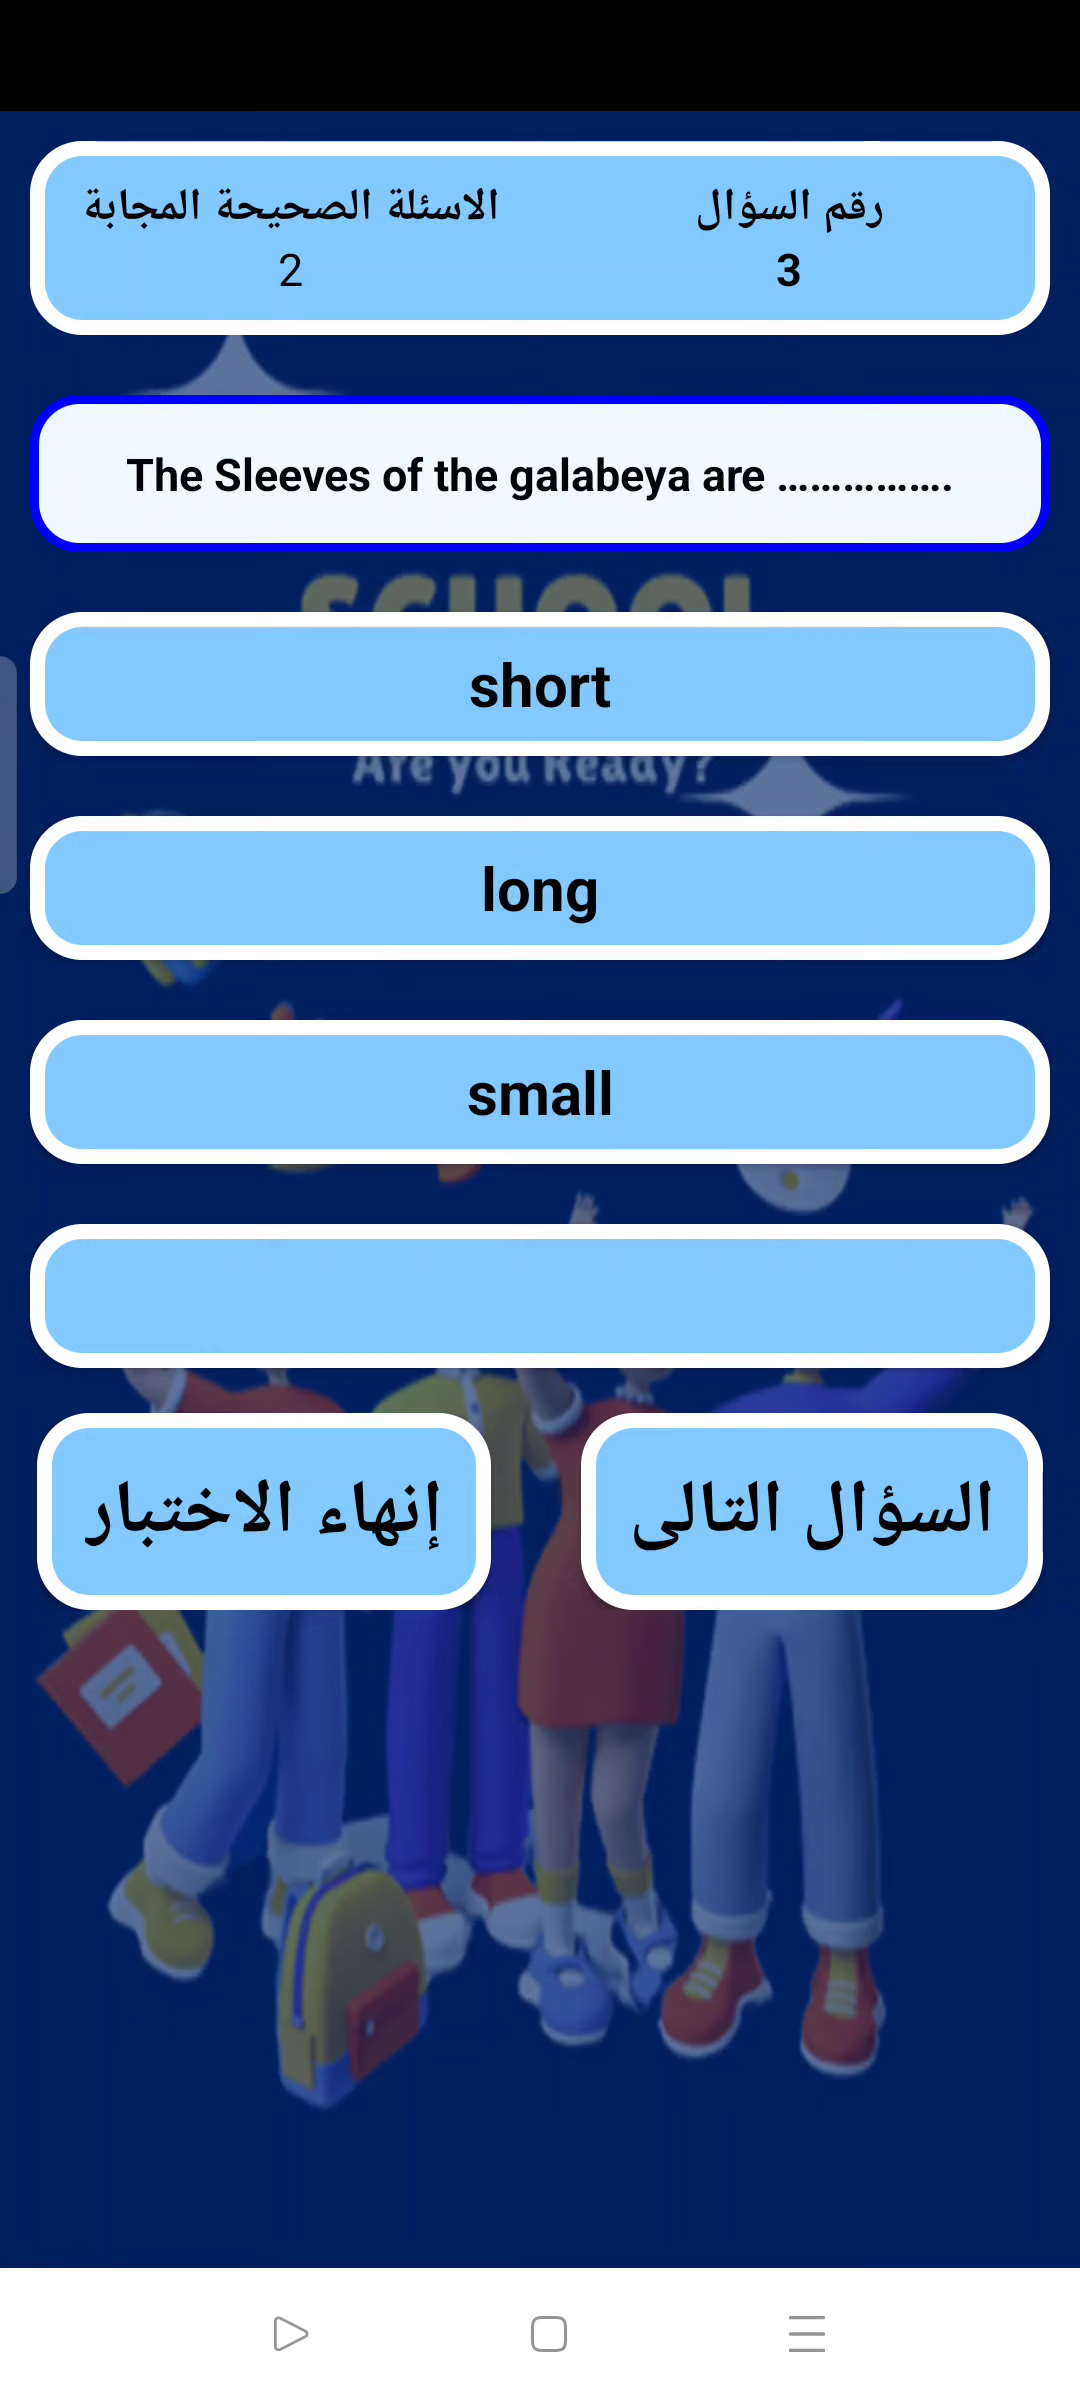 رقم السؤال
3
الاسئلة الصحيحة المجابة
2
The Sleeves of the galabeya are …………….
short
Are you Ready?
long
small
السؤال التالى
إنهاء الاختبار